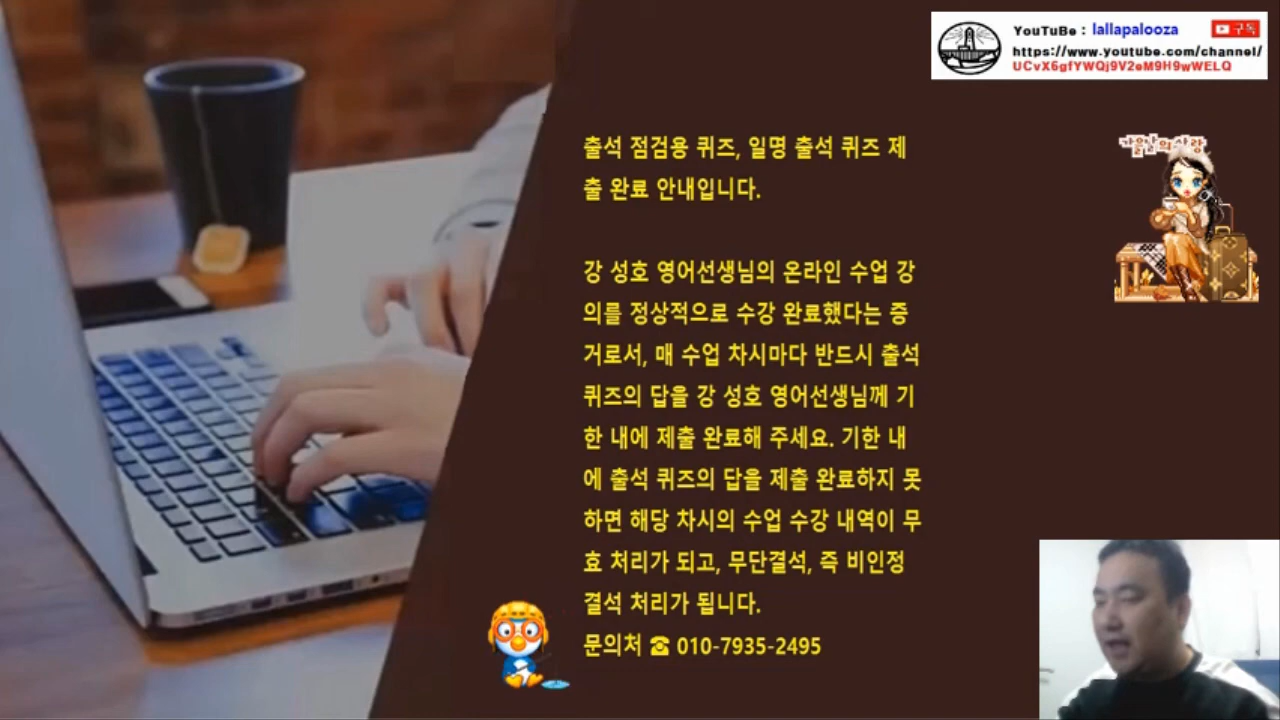 YouTuBe : lallapalooza
구독
https://www.youtube.com/channel/
UCvX6gfYWQj9V2eM9H9wWELQ
가을날의 사랑
출석 점검용 퀴즈, 일명 출석 퀴즈 제
출 완료 안내입니다.
강 성호 영어선생님의 온라인 수업 강
의를 정상적으로 수강 완료했다는 증
거로서, 매 수업 차시마다 반드시 출석
퀴즈의 답을 강 성호 영어선생님께 기
한 내에 제출 완료해 주세요. 기한 내
에 출석 퀴즈의 답을 제출 완료하지 못
하면 해당 차시의 수업 수강 내역이 무
효 처리가 되고, 무단결석, 즉 비인정
결석 처리가 됩니다.
문의처 ☎ 010-7935-2495